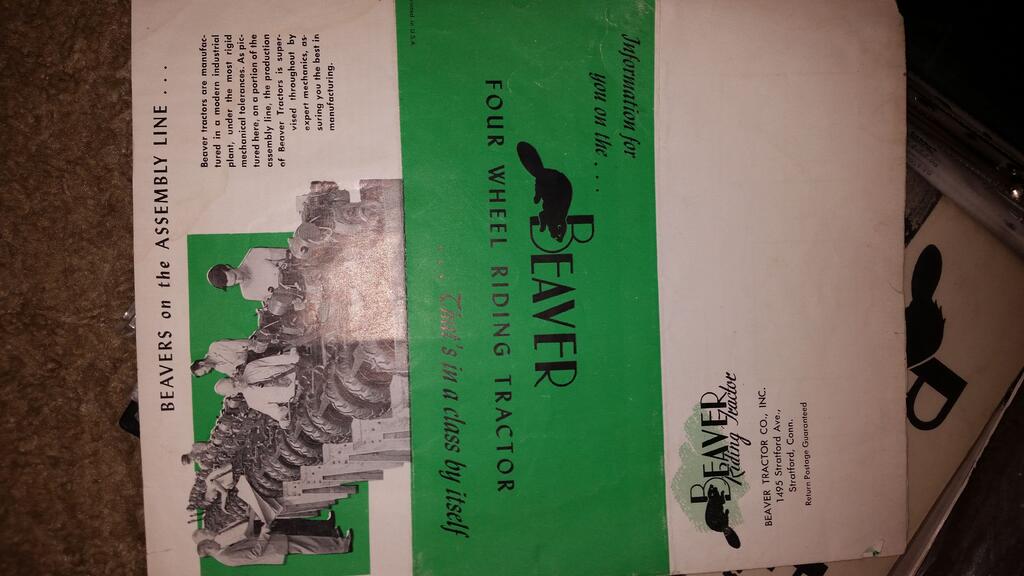 BEAVER
Riding Tractor
BEAVER TRACTOR CO., INC.
1495 Stratford Ave.,
Stratford, Conn.
Return Postage Guaranteed
Information for
you on the . . .
BEAVER
FOUR WHEEL RIDING TRACTOR
. . . That's in a class by itself
Printed in U.S.A.
Beaver tractors are manufac-
tured in a modern industrial
plant, under the most rigid
mechanical tolerances. As pic-
tured here, on a portion of the
assembly line, the production
of Beaver Tractors is super-
vised throughout by
expert mechanics, as-
suring you the best in
manufacturing.
BEAVERS on the ASSEMBLY LINE . . . .
B